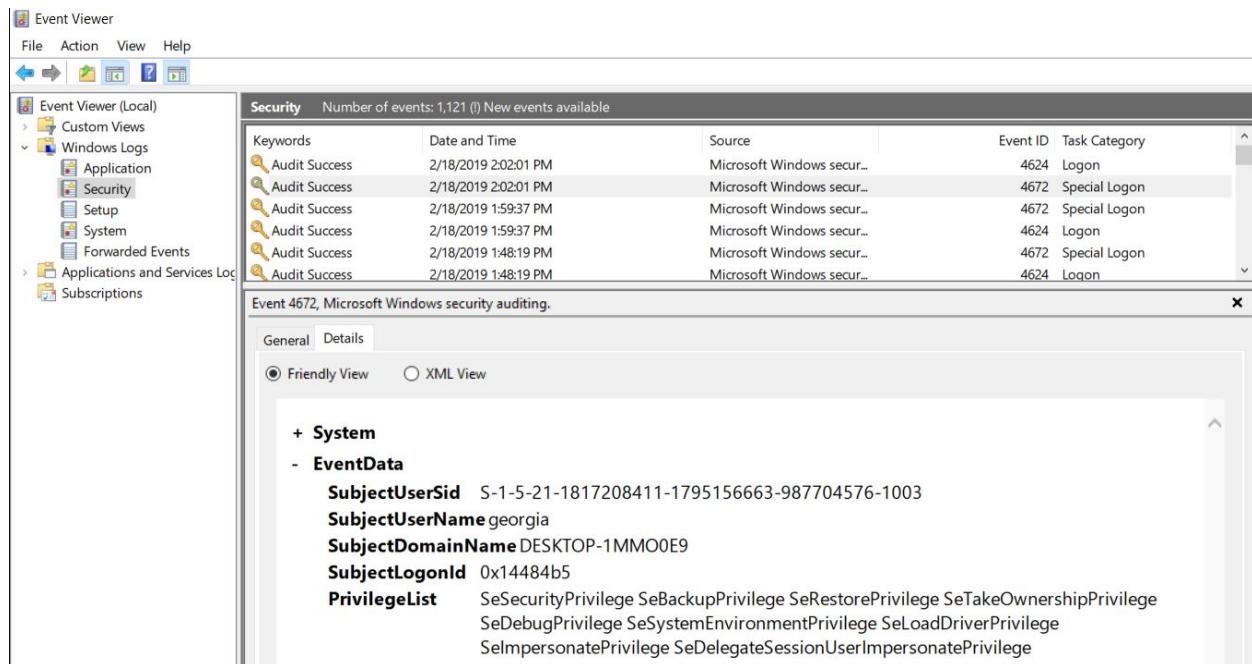 Event Viewer
File Action View Help
Event Viewer (Local)
Custom Views
Windows Logs
Application
Security
Setup
System
Forwarded Events
Applications and Services Log
Subscriptions
Security Number of events: 1,121 (!) New events available
Keywords Date and Time Source Event ID Task Category
Audit Success 2/18/2019 2:02:01 PM Microsoft Windows secur... 4624 Logon
Audit Success 2/18/2019 2:02:01 PM Microsoft Windows secur... 4672 Special Logon
Audit Success 2/18/2019 1:59:37 PM Microsoft Windows secur... 4672 Special Logon
Audit Success 2/18/2019 1:59:37 PM Microsoft Windows secur... 4624 Logon
Audit Success 2/18/2019 1:48:19 PM Microsoft Windows secur... 4672 Special Logon
Audit Success 2/18/2019 1:48:19 PM Microsoft Windows secur... 4624 Logon
Event 4672, Microsoft Windows security auditing.
General Details
Friendly View XML View
+ System
- EventData
SubjectUserSid S-1-5-21-1817208411-1795156663-987704576-1003
SubjectUserName georgia
SubjectDomainName DESKTOP-1MMO0E9
SubjectLogonId 0x14484b5
PrivilegeList SeSecurityPrivilege SeBackupPrivilege SeRestorePrivilege SeTakeOwnershipPrivilege
SeDebugPrivilege SeSystemEnvironmentPrivilege SeLoadDriverPrivilege
SeImpersonatePrivilege SeDelegateSessionUserImpersonatePrivilege